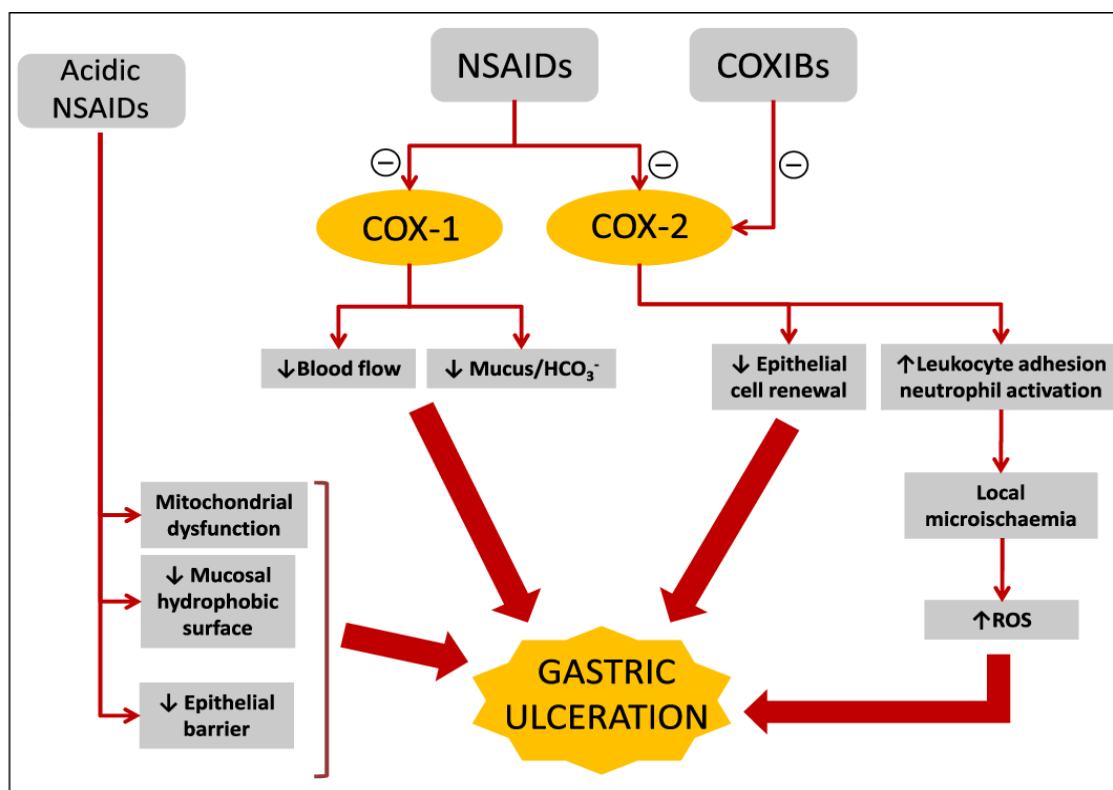 Acidic
NSAIDs
NSAIDs
COXIBs
−
−
−
COX-1
COX-2
↓Blood flow
↓ Mucus/HCO₃⁻
↓ Epithelial
cell renewal
↑Leukocyte adhesion
neutrophil activation
Mitochondrial
dysfunction
Local
microischaemia
↓ Mucosal
hydrophobic
surface
↑ROS
↓ Epithelial
barrier
GASTRIC
ULCERATION